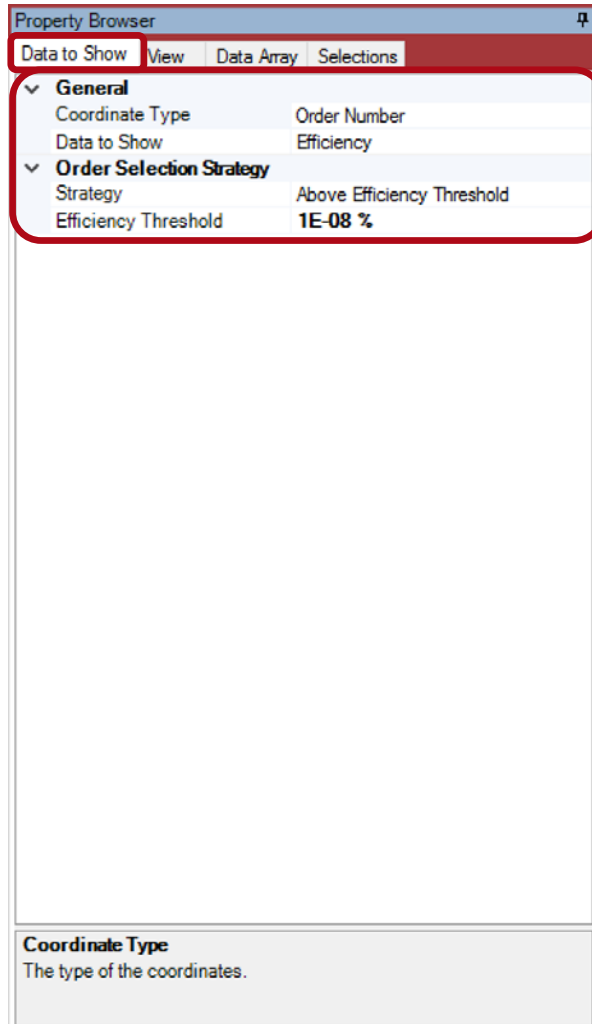 Property Browser
Data to Show View Data Array Selections
General
Coordinate Type Order Number
Data to Show Efficiency
Order Selection Strategy
Strategy Above Efficiency Threshold
Efficiency Threshold 1E-08 %
Coordinate Type
The type of the coordinates.